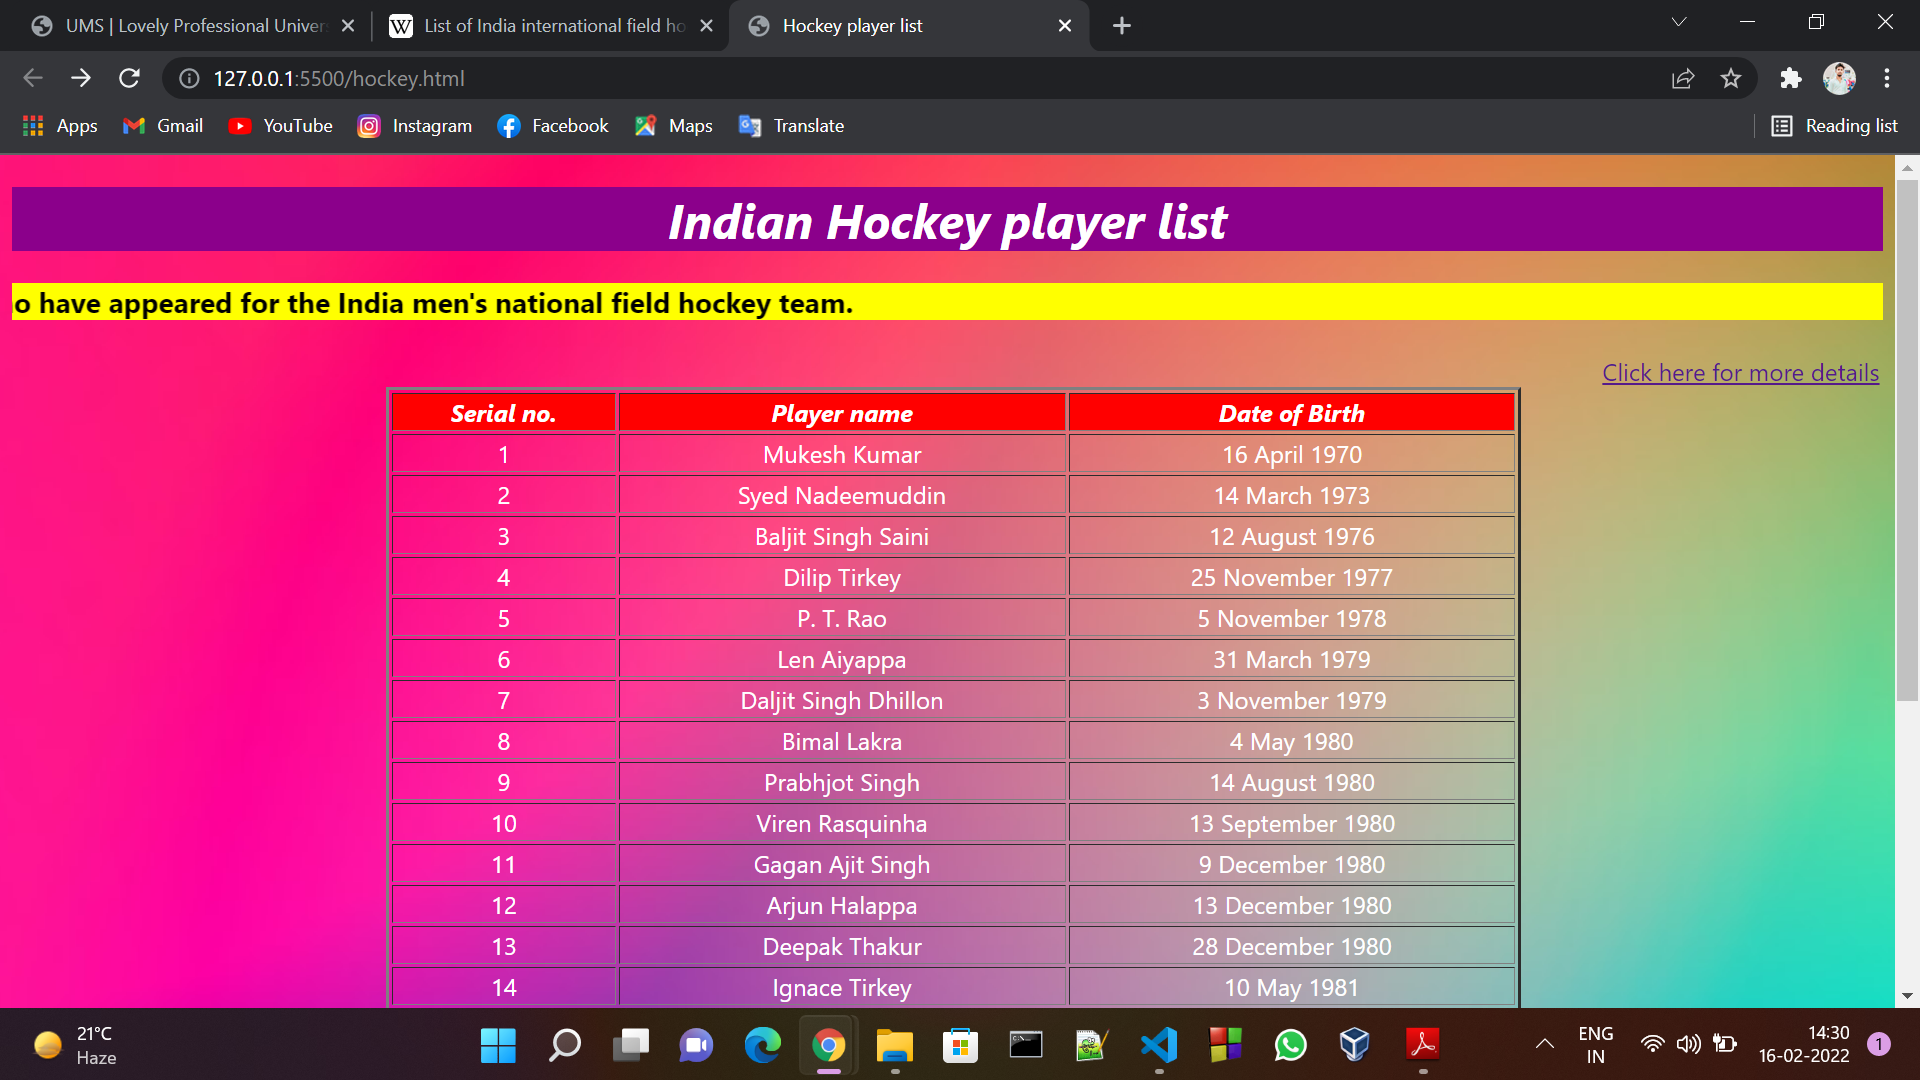 UMS | Lovely Professional Univer
List of India international field ho
Hockey player list
127.0.0.1:5500/hockey.html
Apps
Gmail
YouTube
Instagram
Facebook
Maps
Translate
Reading list
Indian Hockey player list
o have appeared for the India men's national field hockey team.
Click here for more details
Serial no. Player name Date of Birth
1 Mukesh Kumar 16 April 1970
2 Syed Nadeemuddin 14 March 1973
3 Baljit Singh Saini 12 August 1976
4 Dilip Tirkey 25 November 1977
5 P. T. Rao 5 November 1978
6 Len Aiyappa 31 March 1979
7 Daljit Singh Dhillon 3 November 1979
8 Bimal Lakra 4 May 1980
9 Prabhjot Singh 14 August 1980
10 Viren Rasquinha 13 September 1980
11 Gagan Ajit Singh 9 December 1980
12 Arjun Halappa 13 December 1980
13 Deepak Thakur 28 December 1980
14 Ignace Tirkey 10 May 1981
21°C
Haze
ENG
IN
14:30
16-02-2022
1